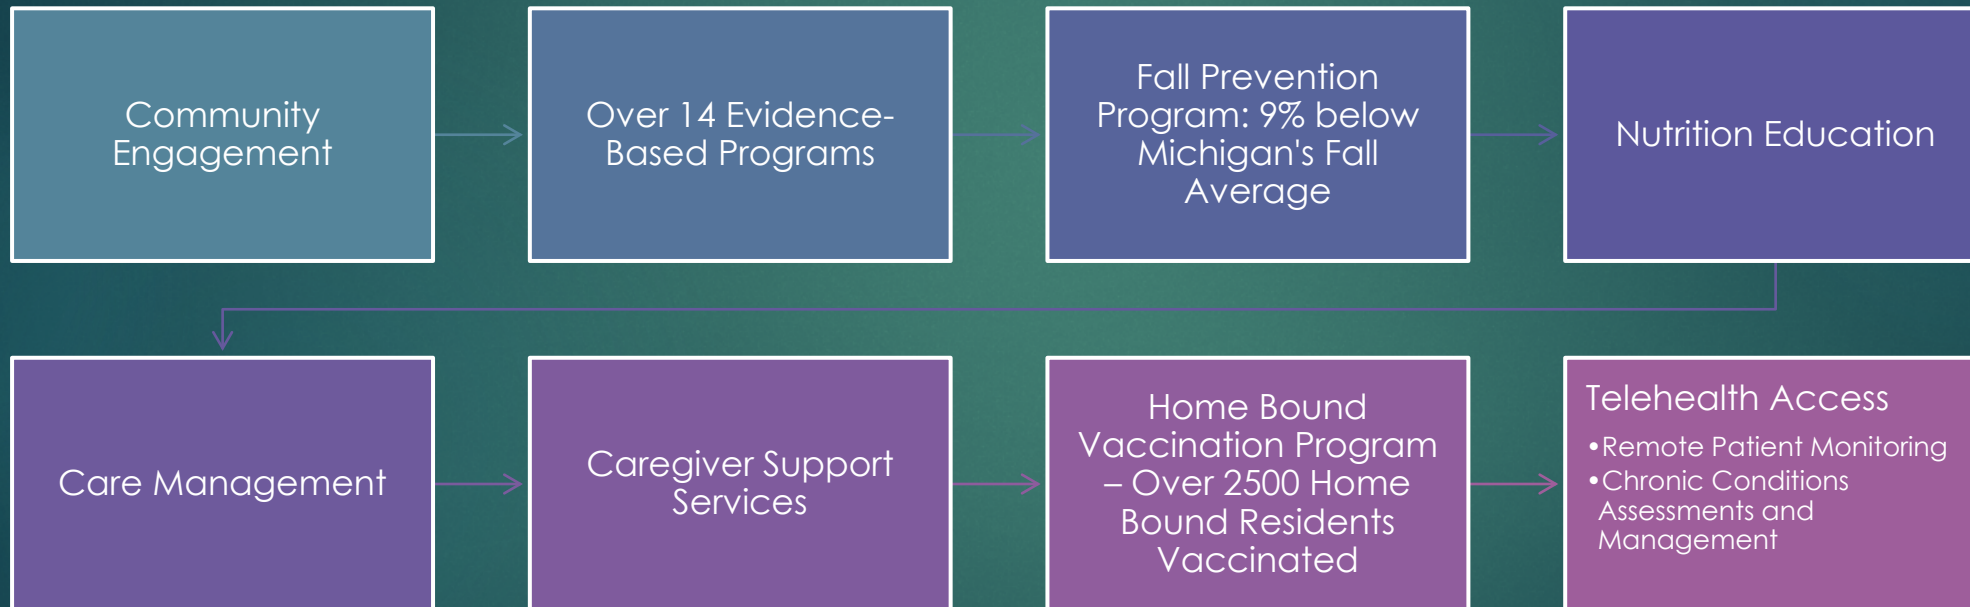 Community
Engagement
Over 14 Evidence-
Based Programs
Fall Prevention
Program: 9% below
Michigan's Fall
Average
Nutrition Education
Care Management
Caregiver Support
Services
Home Bound
Vaccination Program
– Over 2500 Home
Bound Residents
Vaccinated
Telehealth Access
•Remote Patient Monitoring
•Chronic Conditions
Assessments and
Management